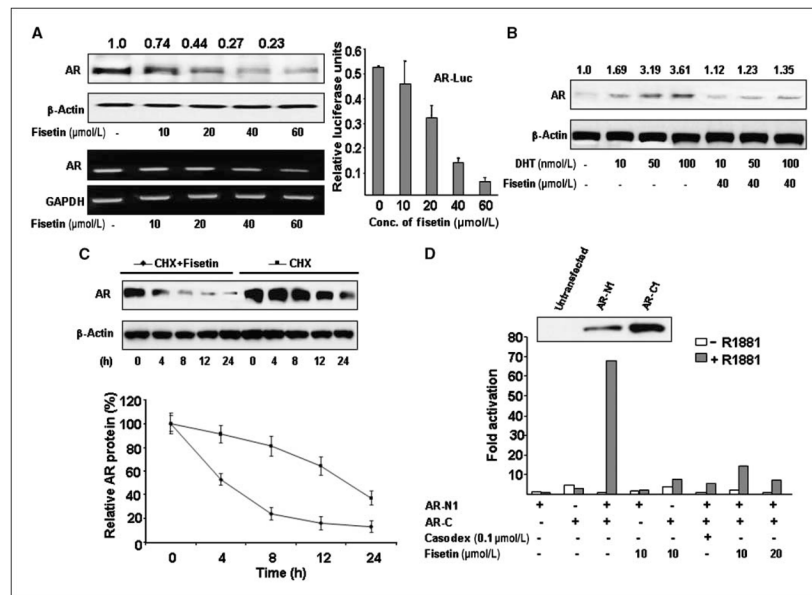 A
1.0 0.74 0.44 0.27 0.23
AR
β-Actin
Fisetin (µmol/L) - 10 20 40 60
AR
GAPDH
Fisetin (µmol/L) - 10 20 40 60
Relative luciferase units
0.6
0.5
0.4
0.3
0.2
0.1
AR-Luc
0 10 20 40 60
Conc. of fisetin (µmol/L)
B
1.0 1.69 3.19 3.61 1.12 1.23 1.35
AR
β-Actin
DHT (nmol/L) - 10 50 100 10 50 100
Fisetin (µmol/L) - - - - 40 40 40
C
CHX+Fisetin CHX
AR
β-Actin
(h) 0 4 8 12 24 0 4 8 12 24
Relative AR protein (%)
120
100
80
60
40
20
0
0 4 8 12 24
Time (h)
D
Untransfected AR-N1 AR-C1
Fold activation
80
70
60
50
40
30
20
10
- R1881
+ R1881
AR-N1 + - + + - + + +
AR-C - + + - + + + +
Casodex (0.1 µmol/L) - - - - - + - -
Fisetin (µmol/L) - - - 10 10 - 10 20